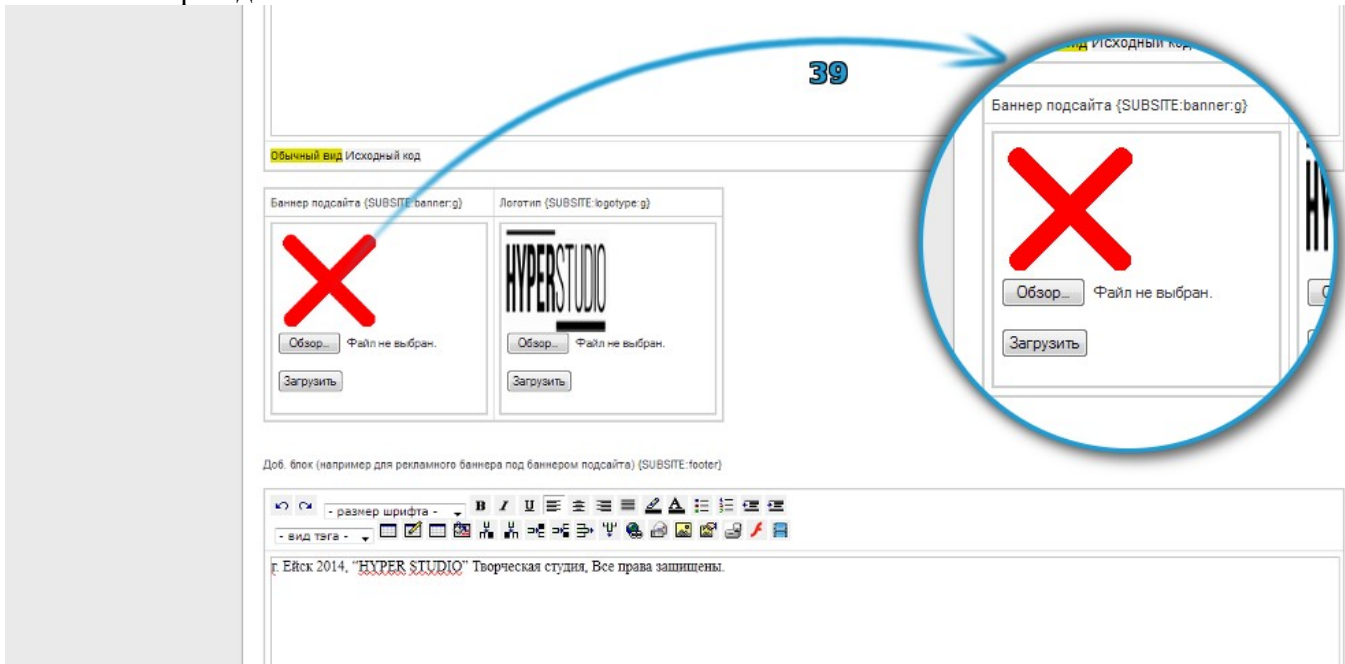 39
Исходный код
Баннер подсайта {SUBSITE:banner:g}
HY
Обзор... Файл не выбран.
Загрузить
Обычный вид Исходный код
Баннер подсайта {SUBSITE:banner:g} Логотип {SUBSITE:logotype:g}
HYPERSTUDIO
Обзор... Файл не выбран. Обзор... Файл не выбран.
Загрузить Загрузить
Доб. блок (например для рекламного баннера под баннером подсайта) {SUBSITE:footer}
- размер шрифта - B I U A
- вид тэга -
г. Ейск 2014, "HYPER STUDIO" Творческая студия, Все права защищены.